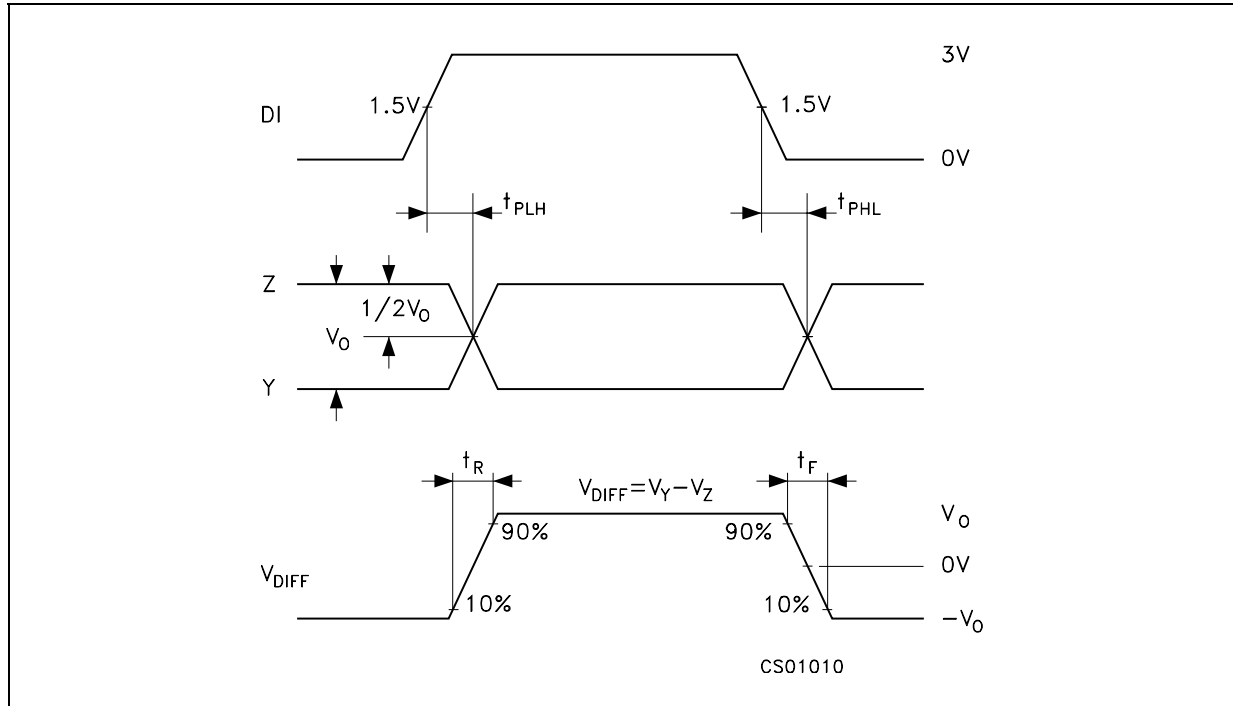 3V
1.5V
1.5V
DI
0V
tPLH
tPHL
Z
1/2VO
VO
Y
tR
tF
VDIFF=VY−VZ
VO
90%
90%
0V
VDIFF
10%
10%
−VO
CS01010